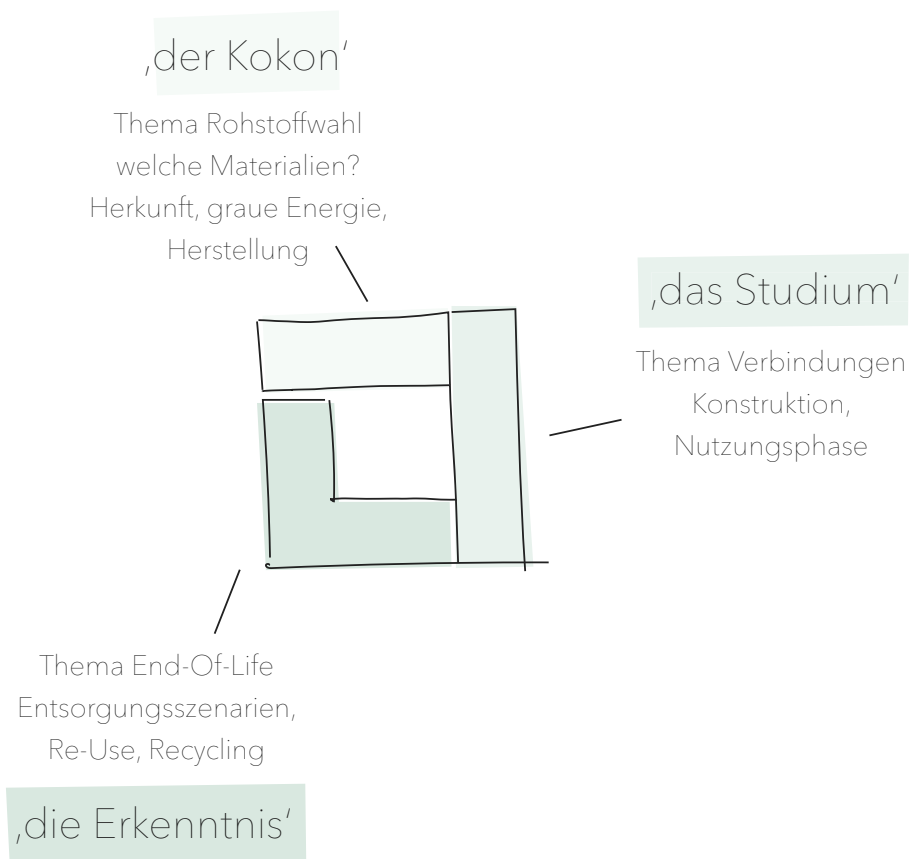 ‚der Kokon‘
Thema Rohstoffwahl
welche Materialien?
Herkunft, graue Energie,
Herstellung
‚das Studium‘
Thema Verbindungen
Konstruktion,
Nutzungsphase
Thema End-Of-Life
Entsorgungsszenarien,
Re-Use, Recycling
‚die Erkenntnis‘